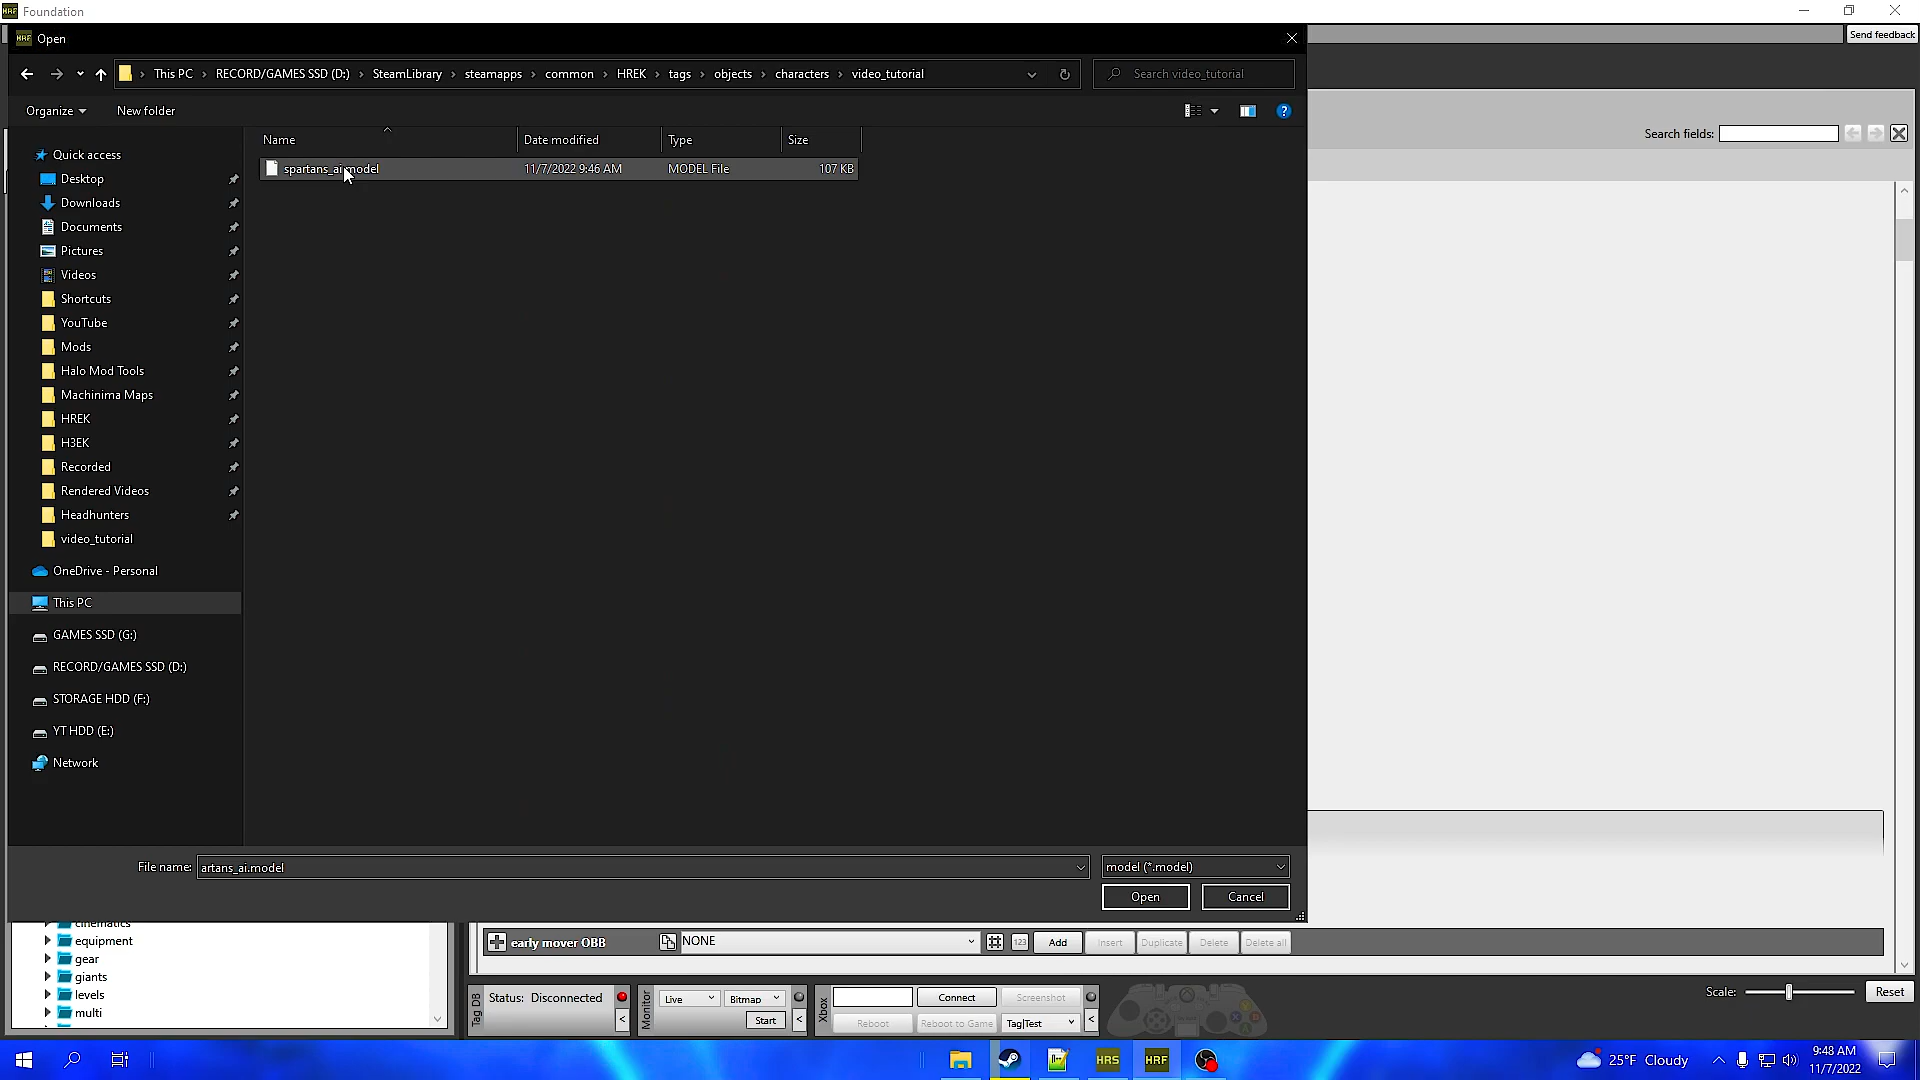 HRF Foundation
Send feedback
HRF Open
This PC > RECORD/GAMES SSD (D:) > SteamLibrary > steamapps > common > HREK > tags > objects > characters > video_tutorial
Search video_tutorial
Organize
New folder
Search fields:
Name
Date modified
Type
Size
spartans_ai.model
11/7/2022 9:46 AM
MODEL File
107 KB
Quick access
Desktop
Downloads
Documents
Pictures
Videos
Shortcuts
YouTube
Mods
Halo Mod Tools
Machinima Maps
HREK
H3EK
Recorded
Rendered Videos
Headhunters
video_tutorial
OneDrive - Personal
This PC
GAMES SSD (G:)
RECORD/GAMES SSD (D:)
STORAGE HDD (F:)
YT HDD (E:)
Network
File name: artans_ai.model
model (*.model)
Open
Cancel
cinematics
equipment
gear
giants
levels
multi
early mover OBB
NONE
123
Add
Insert
Duplicate
Delete
Delete all
Tag DB
Status: Disconnected
<
Monitor
Live
Bitmap
Start
<
Xbox
Connect
Screenshot
Reboot
Reboot to Game
Tag|Test
<
Scale:
Reset
HRS
HRF
25°F Cloudy
9:48 AM
11/7/2022